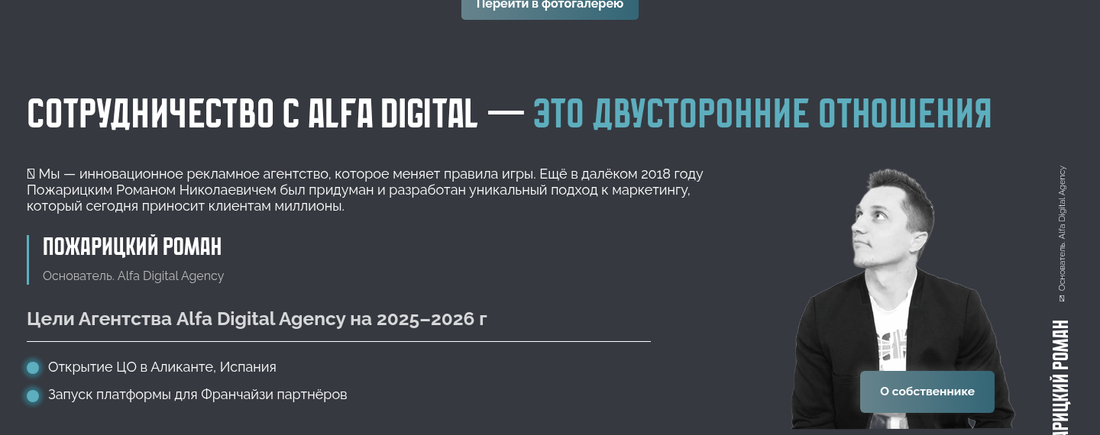 Перейти в фотогалерею
СОТРУДНИЧЕСТВО С ALFA DIGITAL — ЭТО ДВУСТОРОННИЕ ОТНОШЕНИЯ
Мы — инновационное рекламное агентство, которое меняет правила игры. Ещё в далёком 2018 году
Пожарицким Романом Николаевичем был придуман и разработан уникальный подход к маркетингу,
который сегодня приносит клиентам миллионы.
ПОЖАРИЦКИЙ РОМАН
Основатель. Alfa Digital Agency
Цели Агентства Alfa Digital Agency на 2025–2026 г
Открытие ЦО в Аликанте, Испания
Запуск платформы для Франчайзи партнёров
О собственнике
Основатель. Alfa Digital Agency
АРИЦКИЙ РОМАН